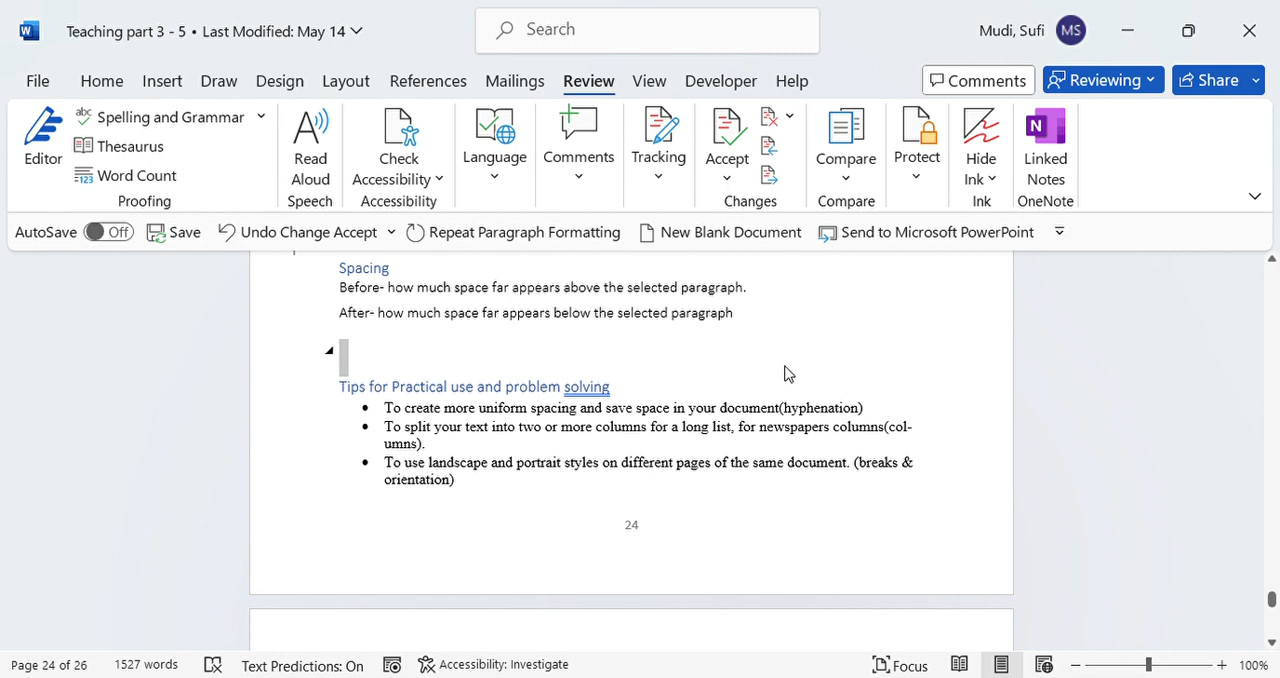 Teaching part 3 - 5 • Last Modified: May 14
Search
Mudi, Sufi
MS
File Home Insert Draw Design Layout References Mailings Review View Developer Help
Comments
Reviewing
Share
Editor
Spelling and Grammar
Thesaurus
Word Count
Proofing
Read
Aloud
Speech
Check
Accessibility
Accessibility
Language
Comments
Tracking
Accept
Changes
Compare
Compare
Protect
Hide
Ink
Ink
Linked
Notes
OneNote
AutoSave Off Save Undo Change Accept Repeat Paragraph Formatting New Blank Document Send to Microsoft PowerPoint
Spacing
Before- how much space far appears above the selected paragraph.
After- how much space far appears below the selected paragraph
Tips for Practical use and problem solving
• To create more uniform spacing and save space in your document(hyphenation)
• To split your text into two or more columns for a long list, for newspapers columns(col-
umns).
• To use landscape and portrait styles on different pages of the same document. (breaks &
orientation)
24
Page 24 of 26 1527 words Text Predictions: On Accessibility: Investigate Focus 100%